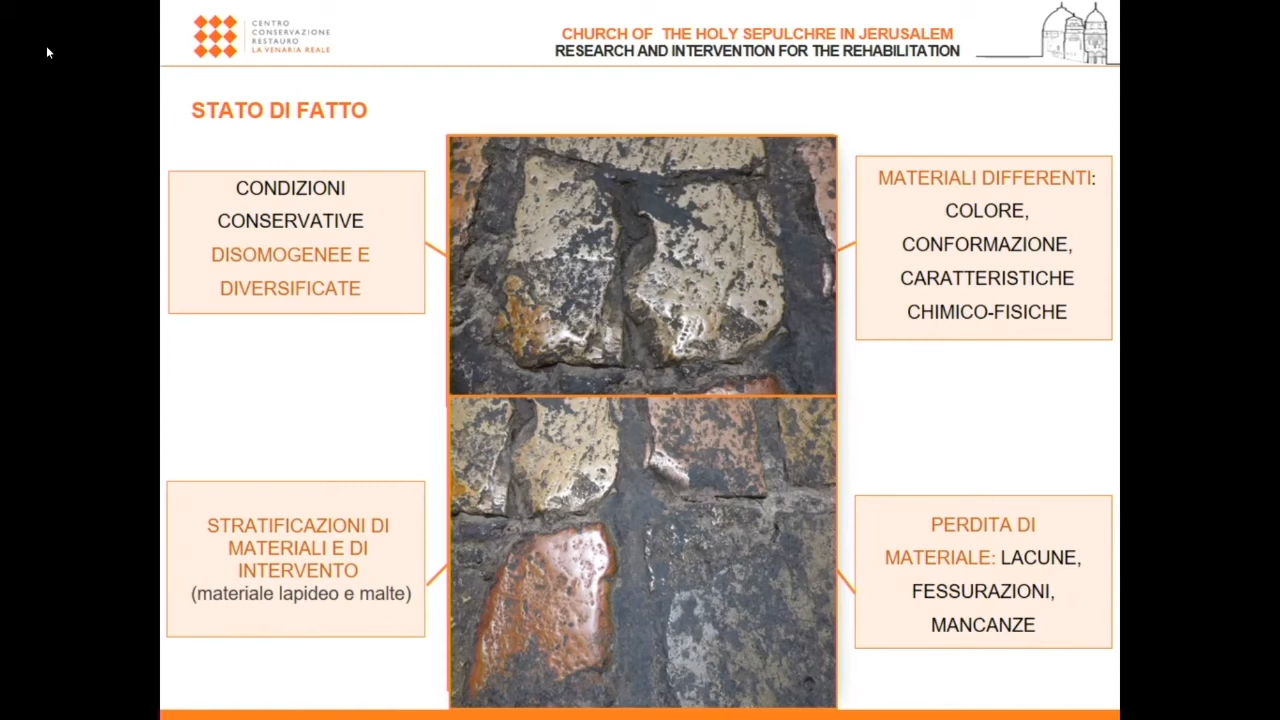 CENTRO
CONSERVAZIONE
RESTAURO
LA VENARIA REALE
CHURCH OF THE HOLY SEPULCHRE IN JERUSALEM
RESEARCH AND INTERVENTION FOR THE REHABILITATION
STATO DI FATTO
CONDIZIONI
CONSERVATIVE
DISOMOGENEE E
DIVERSIFICATE
MATERIALI DIFFERENTI:
COLORE,
CONFORMAZIONE,
CARATTERISTICHE
CHIMICO-FISICHE
STRATIFICAZIONI DI
MATERIALI E DI
INTERVENTO
(materiale lapideo e malte)
PERDITA DI
MATERIALE: LACUNE,
FESSURAZIONI,
MANCANZE